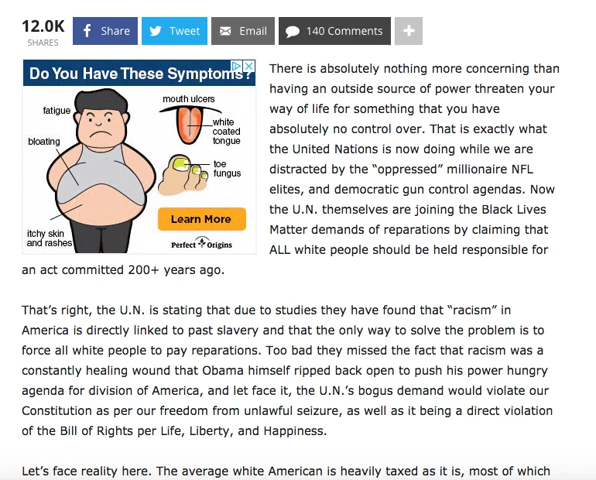 12.0K
SHARES
Share
Tweet
Email
140 Comments
+
Do You Have These Symptoms?
fatigue
bloating
itchy skin
and rashes
mouth ulcers
white
coated
tongue
toe
fungus
Learn More
Perfect Origins
There is absolutely nothing more concerning than
having an outside source of power threaten your
way of life for something that you have
absolutely no control over. That is exactly what
the United Nations is now doing while we are
distracted by the “oppressed” millionaire NFL
elites, and democratic gun control agendas. Now
the U.N. themselves are joining the Black Lives
Matter demands of reparations by claiming that
ALL white people should be held responsible for
an act committed 200+ years ago.
That’s right, the U.N. is stating that due to studies they have found that “racism” in
America is directly linked to past slavery and that the only way to solve the problem is to
force all white people to pay reparations. Too bad they missed the fact that racism was a
constantly healing wound that Obama himself ripped back open to push his power hungry
agenda for division of America, and let face it, the U.N.’s bogus demand would violate our
Constitution as per our freedom from unlawful seizure, as well as it being a direct violation
of the Bill of Rights per Life, Liberty, and Happiness.
Let’s face reality here. The average white American is heavily taxed as it is, most of which